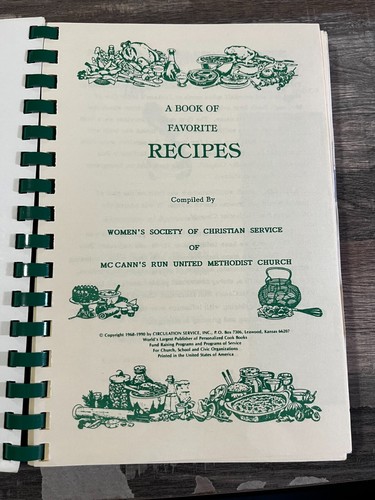 A BOOK OF
FAVORITE
RECIPES
Compiled By
WOMEN'S SOCIETY OF CHRISTIAN SERVICE
OF
MC CANN'S RUN UNITED METHODIST CHURCH
© Copyright 1968-1990 by CIRCULATION SERVICE, INC., P.O. Box 7306, Leawood, Kansas 66207
World's Largest Publisher of Personalized Cook Books
Fund Raising Programs and Programs of Service
For Church, School and Civic Organizations
Printed in the United States of America